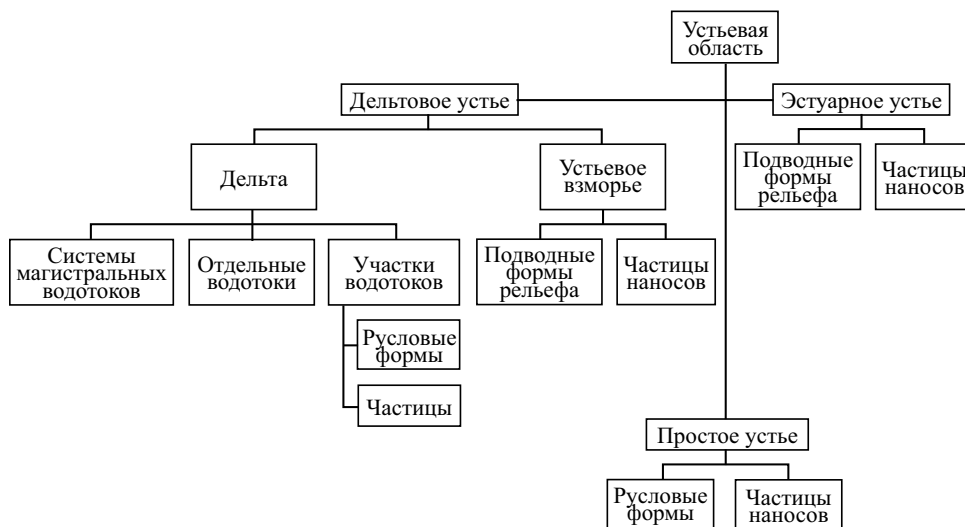 Устьевая
область
Дельтовое устье
Эстуарное устье
Дельта
Устьевое
взморье
Подводные
формы
рельефа
Частицы
наносов
Системы
магистральных
водотоков
Отдельные
водотоки
Участки
водотоков
Подводные
формы
рельефа
Частицы
наносов
Русловые
формы
Частицы
Простое устье
Русловые
формы
Частицы
наносов